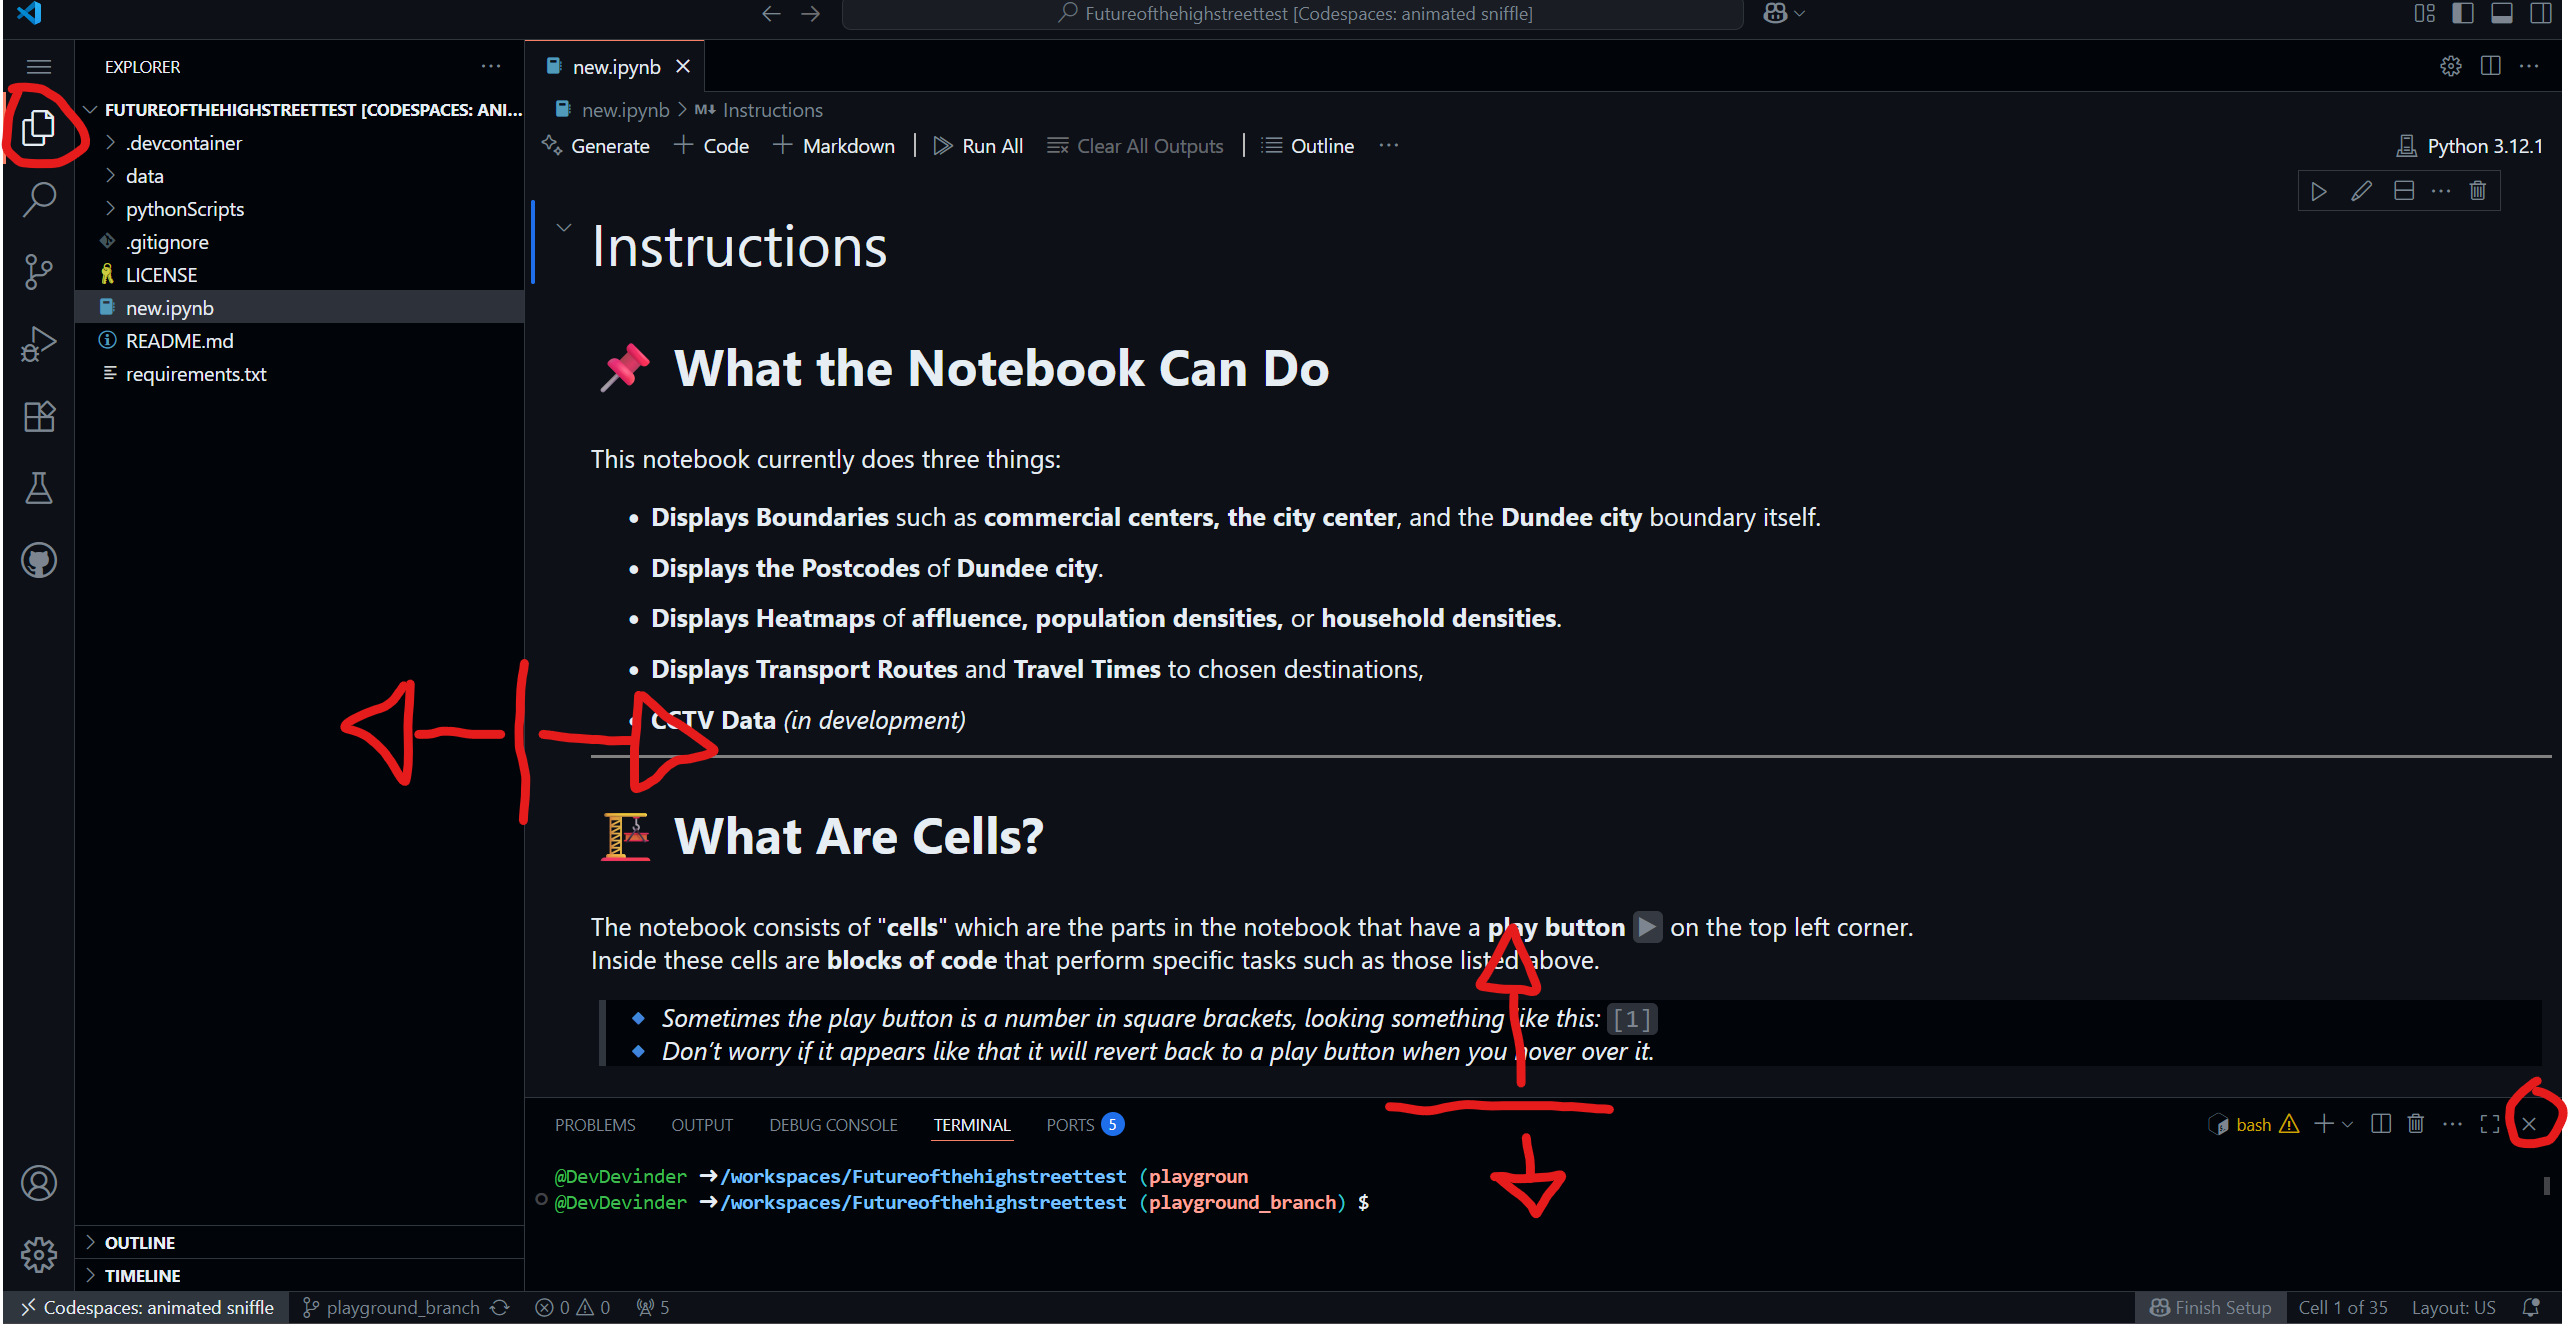 Futureofthehighstreettest [Codespaces: animated sniffle]
EXPLORER
FUTUREOFTHEHIGHSTREETTEST [CODESPACES: ANI...
.devcontainer
data
pythonScripts
.gitignore
LICENSE
new.ipynb
README.md
requirements.txt
OUTLINE
TIMELINE
new.ipynb
new.ipynb > M↓ Instructions
Generate + Code + Markdown | Run All Clear All Outputs | Outline ...
Python 3.12.1
Instructions
📌 What the Notebook Can Do
This notebook currently does three things:
• Displays Boundaries such as commercial centers, the city center, and the Dundee city boundary itself.
• Displays the Postcodes of Dundee city.
• Displays Heatmaps of affluence, population densities, or household densities.
• Displays Transport Routes and Travel Times to chosen destinations,
• CCTV Data (in development)
🏗️ What Are Cells?
The notebook consists of "cells" which are the parts in the notebook that have a play button ▶ on the top left corner.
Inside these cells are blocks of code that perform specific tasks such as those listed above.
🔹 Sometimes the play button is a number in square brackets, looking something like this: [1]
🔹 Don't worry if it appears like that it will revert back to a play button when you hover over it.
PROBLEMS OUTPUT DEBUG CONSOLE TERMINAL PORTS 5
bash
@DevDevinder ➜/workspaces/Futureofthehighstreettest (playgroun
@DevDevinder ➜/workspaces/Futureofthehighstreettest (playground_branch) $
Codespaces: animated sniffle playground_branch 0 0 5
Finish Setup Cell 1 of 35 Layout: US